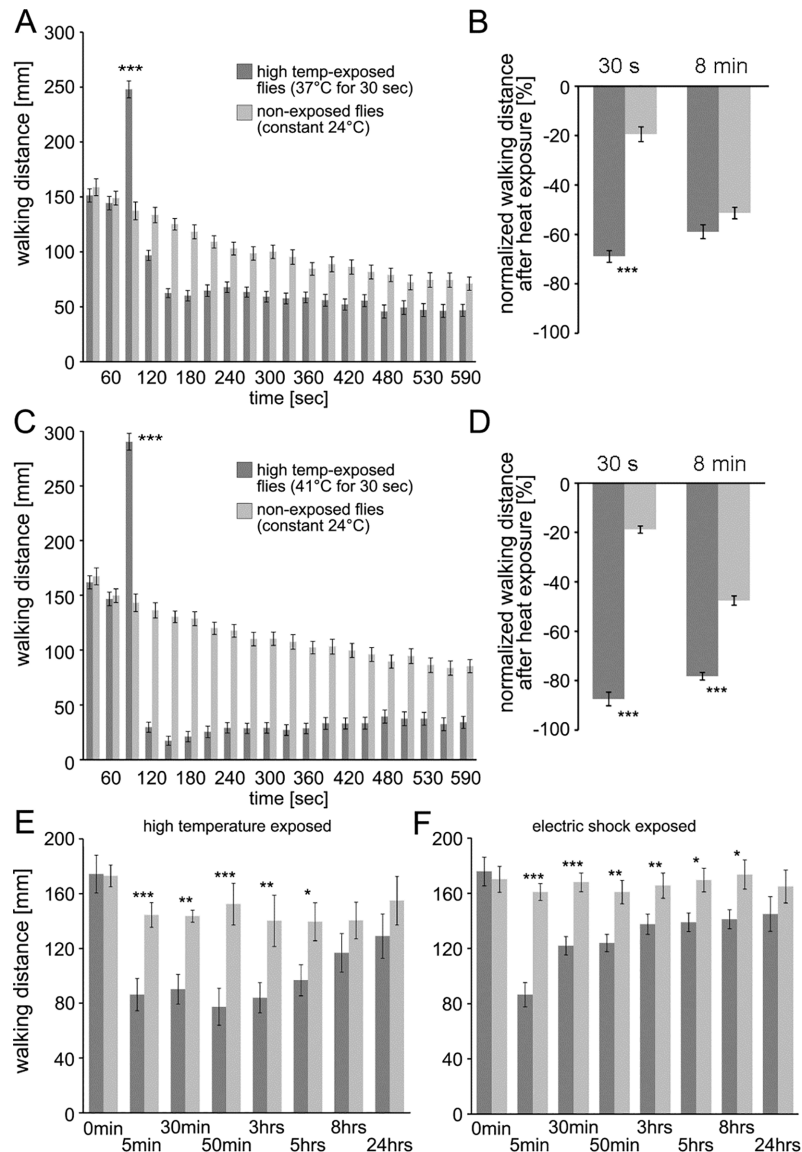 A
walking distance [mm]
300
250
200
150
100
50
0
***
high temp-exposed
flies (37°C for 30 sec)
non-exposed flies
(constant 24°C)
60 120 180 240 300 360 420 480 530 590
time [sec]
B
normalized walking distance
after heat exposure [%]
30 s 8 min
0
-20
-40
-60
-80
-100
***
C
walking distance [mm]
300
250
200
150
100
50
0
***
high temp-exposed
flies (41°C for 30 sec)
non-exposed flies
(constant 24°C)
60 120 180 240 300 360 420 480 530 590
time [sec]
D
normalized walking distance
after heat exposure [%]
30 s 8 min
0
-20
-40
-60
-80
-100
*** ***
E
high temperature exposed
walking distance [mm]
200
160
120
80
40
0
*** ** *** ** *
0min 30min 3hrs 8hrs
5min 50min 5hrs 24hrs
F
electric shock exposed
200
160
120
80
40
0
*** *** ** ** * *
0min 30min 3hrs 8hrs
5min 50min 5hrs 24hrs